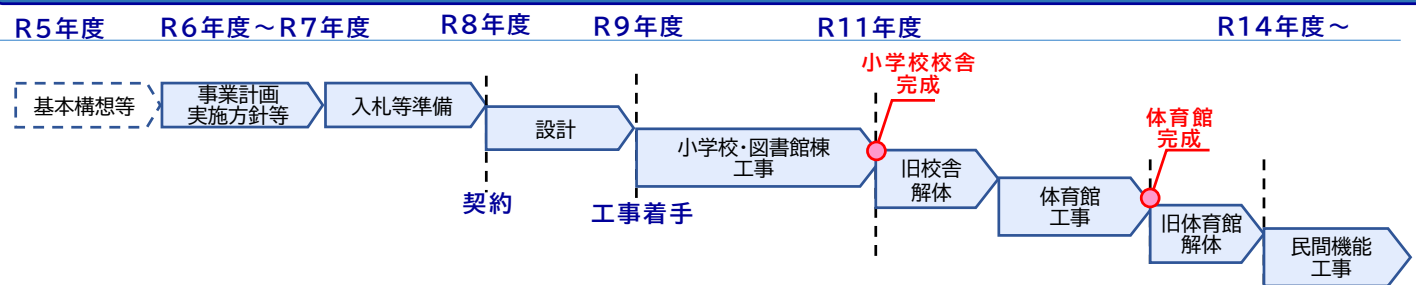 R5年度 R6年度～R7年度 R8年度 R9年度 R11年度 R14年度～
小学校校舎
完成
体育館
完成
基本構想等
事業計画
実施方針等
入札等準備
設計
小学校・図書館棟
工事
旧校舎
解体
体育館
工事
旧体育館
解体
民間機能
工事
契約
工事着手